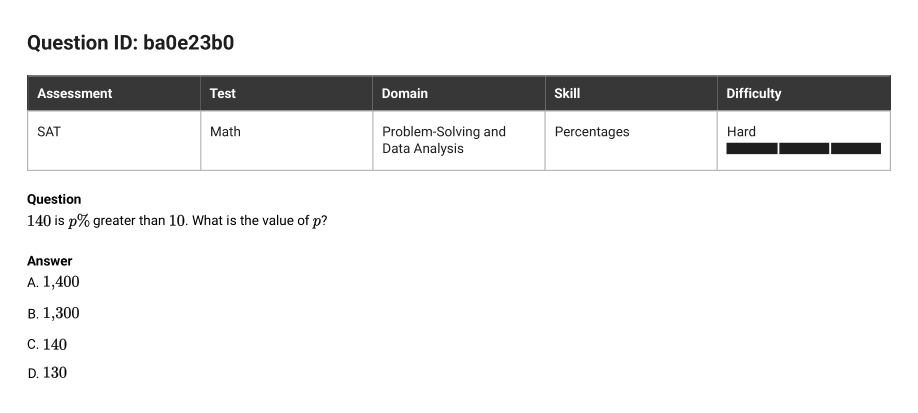 Question ID: ba0e23b0
Assessment Test Domain Skill Difficulty
SAT Math Problem-Solving and Data Analysis Percentages Hard
Question
140 is p% greater than 10. What is the value of p?
Answer
A. 1,400
B. 1,300
C. 140
D. 130